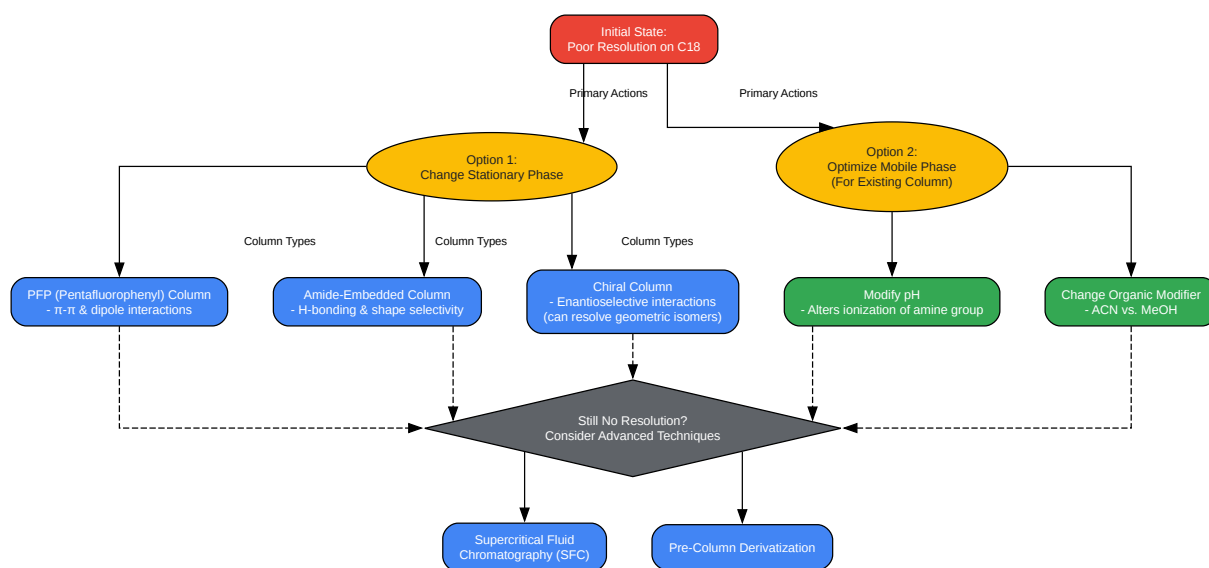 Initial State:
Poor Resolution on C18
Primary Actions
Primary Actions
Option 1:
Change Stationary Phase
Option 2:
Optimize Mobile Phase
(For Existing Column)
Column Types
Column Types
Column Types
PFP (Pentafluorophenyl) Column
- π-π & dipole interactions
Amide-Embedded Column
- H-bonding & shape selectivity
Chiral Column
- Enantioselective interactions
(can resolve geometric isomers)
Modify pH
- Alters ionization of amine group
Change Organic Modifier
- ACN vs. MeOH
Still No Resolution?
Consider Advanced Techniques
Supercritical Fluid
Chromatography (SFC)
Pre-Column Derivatization